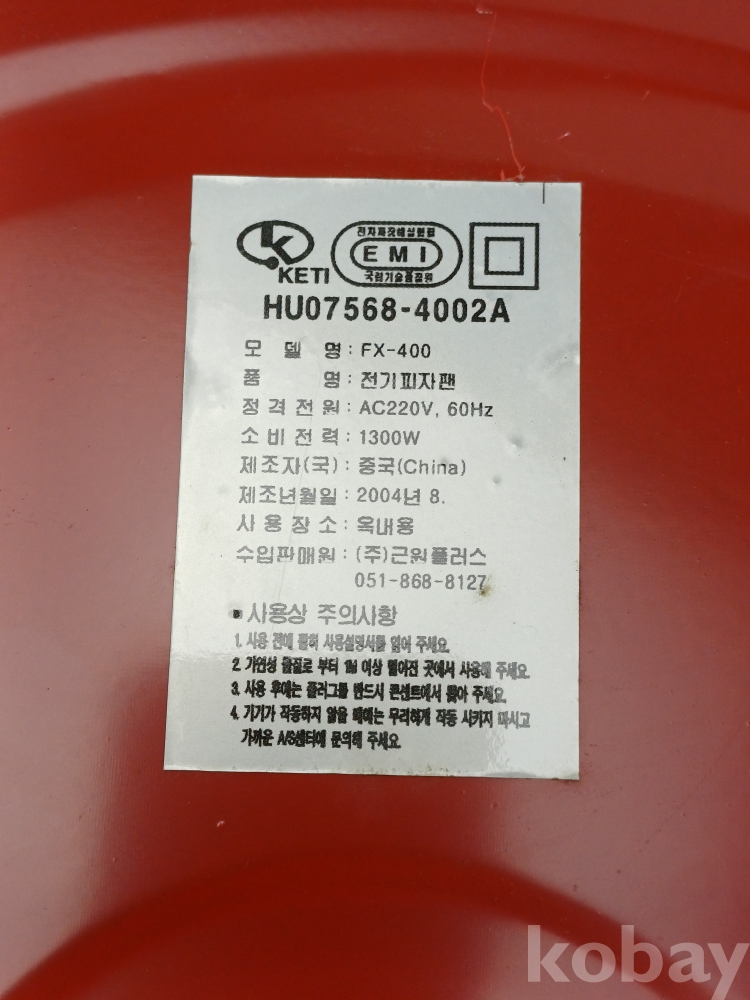 KETI
전자파장해실험필
EMI
국립기술품질원
HU07568-4002A
모 델 명 : FX-400
품 명 : 전기피자팬
정 격 전 원 : AC220V, 60Hz
소 비 전 력 : 1300W
제조자(국) : 중국(China)
제조년월일 : 2004년 8.
사 용 장 소 : 옥내용
수입판매원 : (주)근원플러스
051-868-8127
▪ 사용상 주의사항
1. 사용 전에 필히 사용설명서를 읽어 주세요.
2. 가연성 물질로 부터 1M 이상 떨어진 곳에서 사용해 주세요.
3. 사용 후에는 플러그를 반드시 콘센트에서 뽑아 주세요.
4. 기기가 작동하지 않을 때에는 무리하게 작동 시키지 마시고
가까운 A/S센터에 문의해 주세요.
kobay